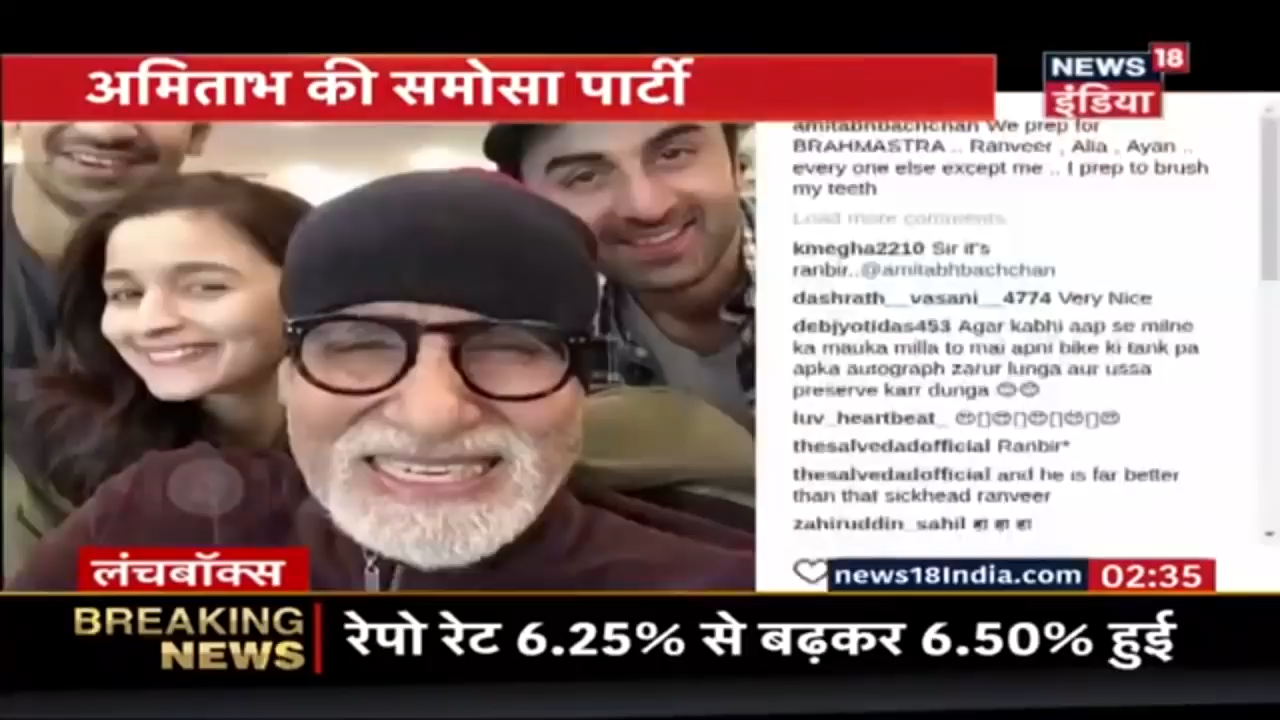 अमिताभ की समोसा पार्टी
NEWS 18
इंडिया
amitabhbachchan We prep for
BRAHMASTRA .. Ranveer , Alia , Ayan ..
every one else except me .. I prep to brush
my teeth
Load more comments
kmegha2210 Sir it's
ranbir..@amitabhbachchan
dashrath__vasani__4774 Very Nice
debjyotidas453 Agar kabhi aap se milne
ka mauka milla to mai apni bike ki tank pa
apka autograph zarur lunga aur ussa
preserve karr dunga 😊😊
luv_heartbeat_
thesalvedadofficial Ranbir*
thesalvedadofficial and he is far better
than that sickhead ranveer
zahiruddin_sahil हा हा हा
लंचबॉक्स
news18India.com 02:35
BREAKING
NEWS
रेपो रेट 6.25% से बढ़कर 6.50% हुई